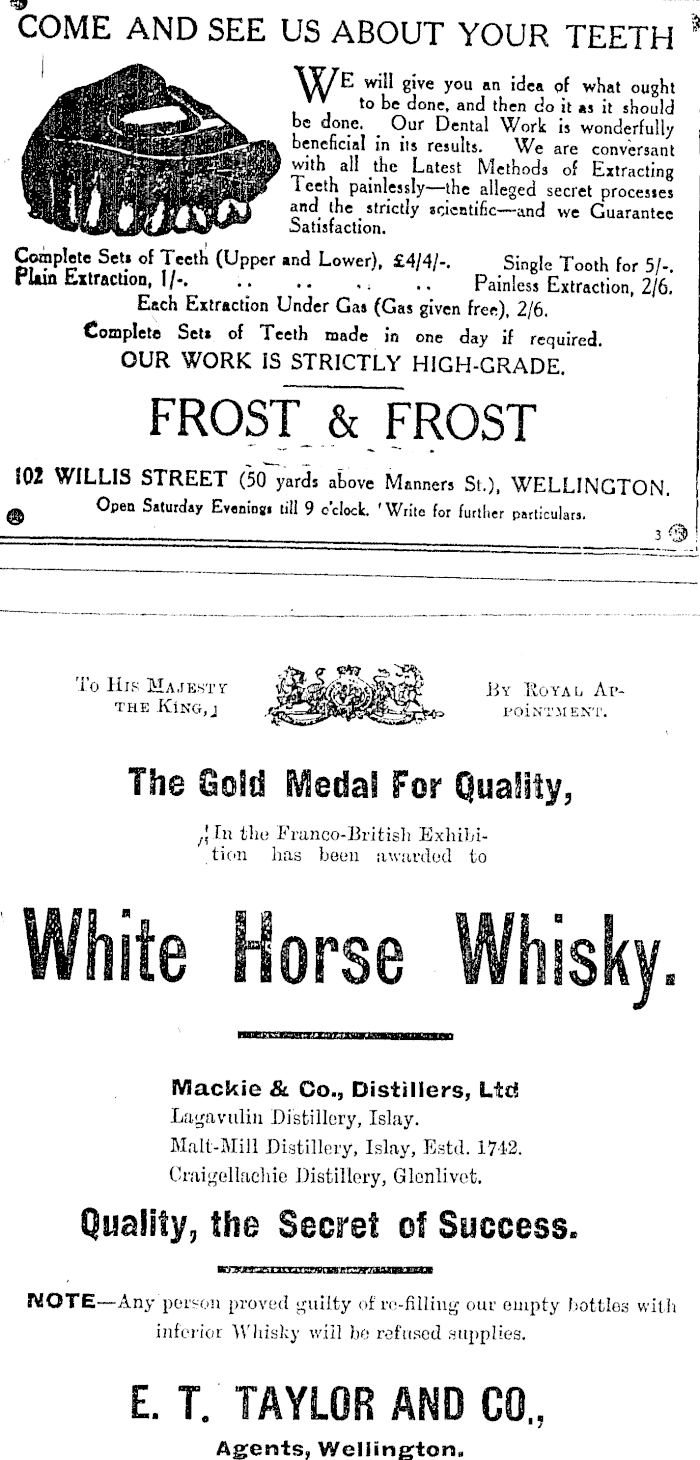 COME AND SEE US ABOUT YOUR TEETH
WE will give you an idea of what ought
to be done, and then do it as it should
be done. Our Dental Work is wonderfully
beneficial in its results. We are conversant
with all the Latest Methods of Extracting
Teeth painlessly—the alleged secret processes
and the strictly scientific—and we Guarantee
Satisfaction.
Complete Sets of Teeth (Upper and Lower), £4/4/-. Single Tooth for 5/-.
Plain Extraction, 1/-. .. .. .. .. Painless Extraction, 2/6.
Each Extraction Under Gas (Gas given free), 2/6.
Complete Sets of Teeth made in one day if required.
OUR WORK IS STRICTLY HIGH-GRADE.
FROST & FROST
102 WILLIS STREET (50 yards above Manners St.), WELLINGTON.
Open Saturday Evenings till 9 o'clock. 'Write for further particulars.
3
To His Majesty
the King,
By Royal Ap-
pointment.
The Gold Medal For Quality,
In the Franco-British Exhibi-
tion has been awarded to
White Horse Whisky.
Mackie & Co., Distillers, Ltd
Lagavulin Distillery, Islay.
Malt-Mill Distillery, Islay, Estd. 1742.
Craigellachie Distillery, Glenlivet.
Quality, the Secret of Success.
NOTE—Any person proved guilty of re-filling our empty bottles with
inferior Whisky will be refused supplies.
E. T. TAYLOR AND CO.,
Agents, Wellington.